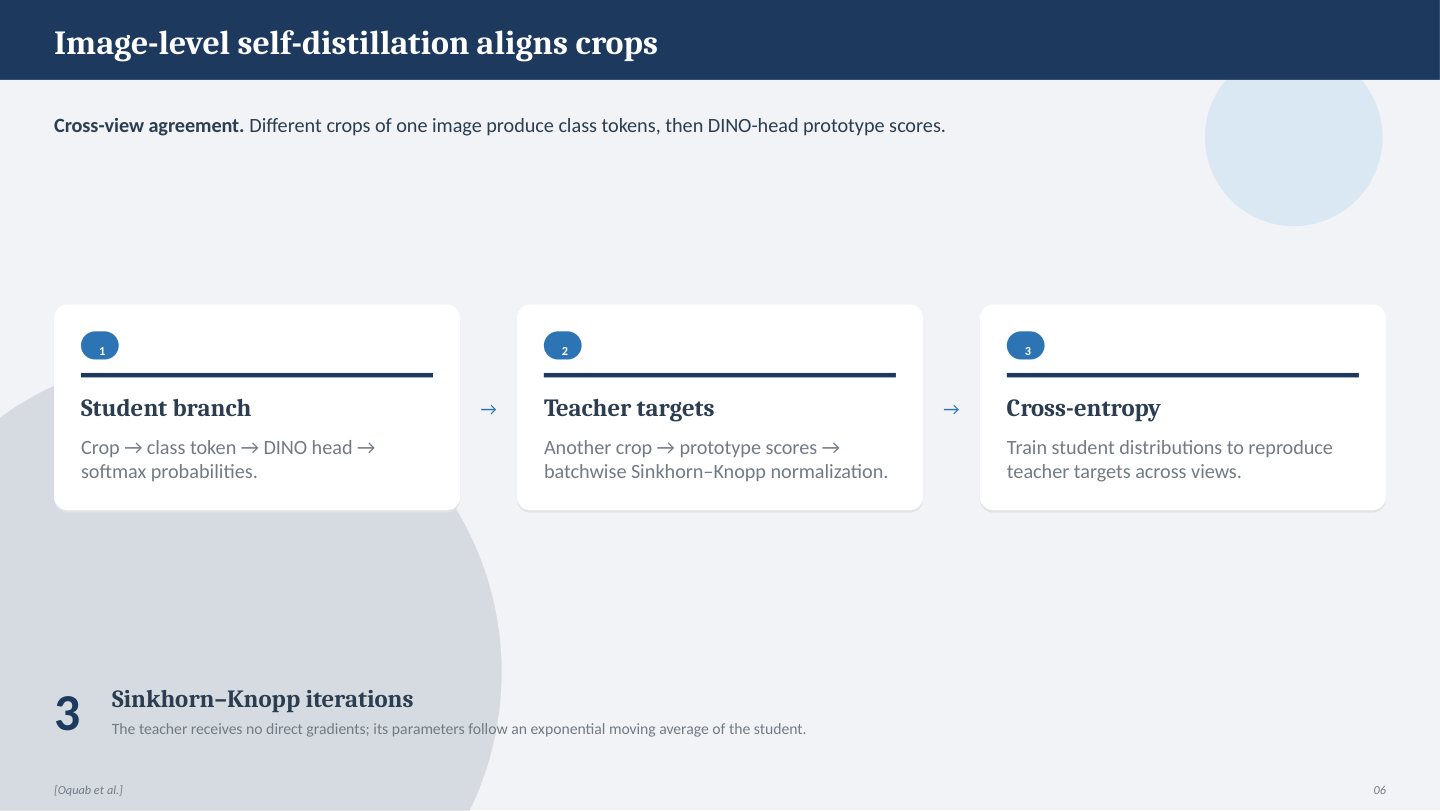 Image-level self-distillation aligns crops
Cross-view agreement. Different crops of one image produce class tokens, then DINO-head prototype scores.
1
Student branch
Crop → class token → DINO head →
softmax probabilities.
→
2
Teacher targets
Another crop → prototype scores →
batchwise Sinkhorn–Knopp normalization.
→
3
Cross-entropy
Train student distributions to reproduce
teacher targets across views.
3
Sinkhorn–Knopp iterations
The teacher receives no direct gradients; its parameters follow an exponential moving average of the student.
[Oquab et al.]
06